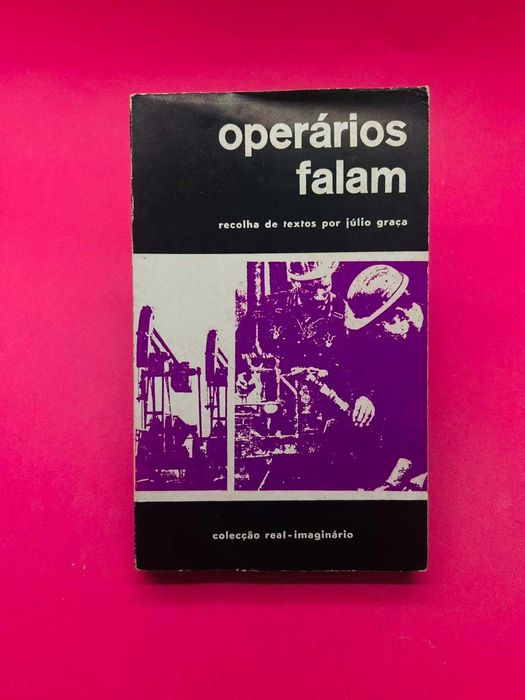 operários
falam
recolha de textos por júlio graça
colecção real-imaginário